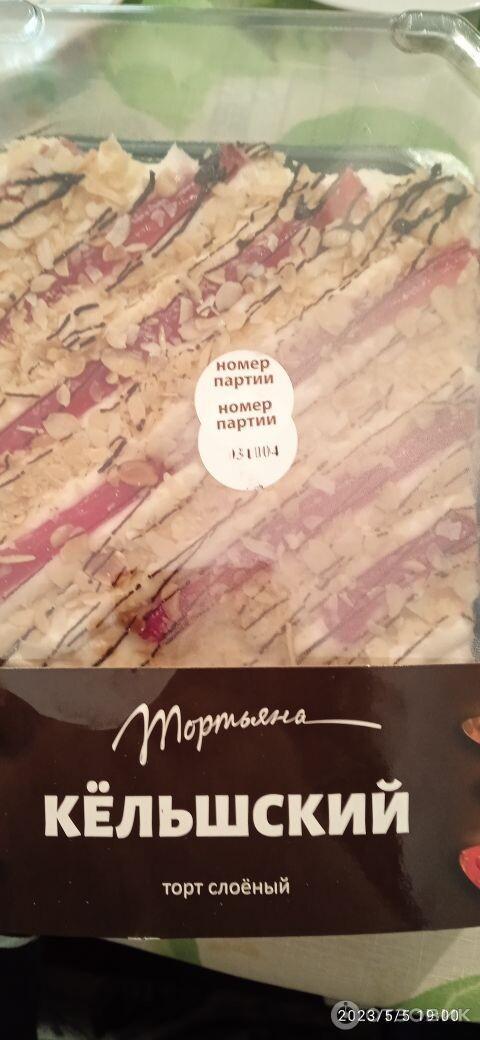 номер
партии
номер
партии
Тортьяна
КЁЛЬШСКИЙ
торт слоёный
2023/5/5 19:00